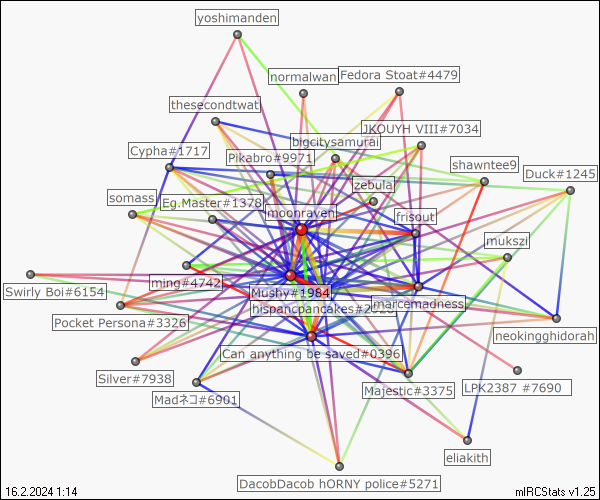 yoshimanden
normalwan
Fedora Stoat#4479
thesecondtwat
JKOUYH VIII#7034
bigcitysamurai
Cypha#1717
Pikabro#9971
shawntee9
Duck#1245
zebula
somass
Eg.Master#1378
moonraven
frisout
mukszi
ming#4742
Swirly Boi#6154
Mushy#1984
hispanopancakes#2828
marcemadness
Pocket Persona#3326
neokingghidorah
Can anything be saved#0396
Silver#7938
Majestic#3375
LPK2387 #7690
Madネコ#6901
eliakith
DacobDacob hORNY police#5271
16.2.2024 1:14
mIRCStats v1.25